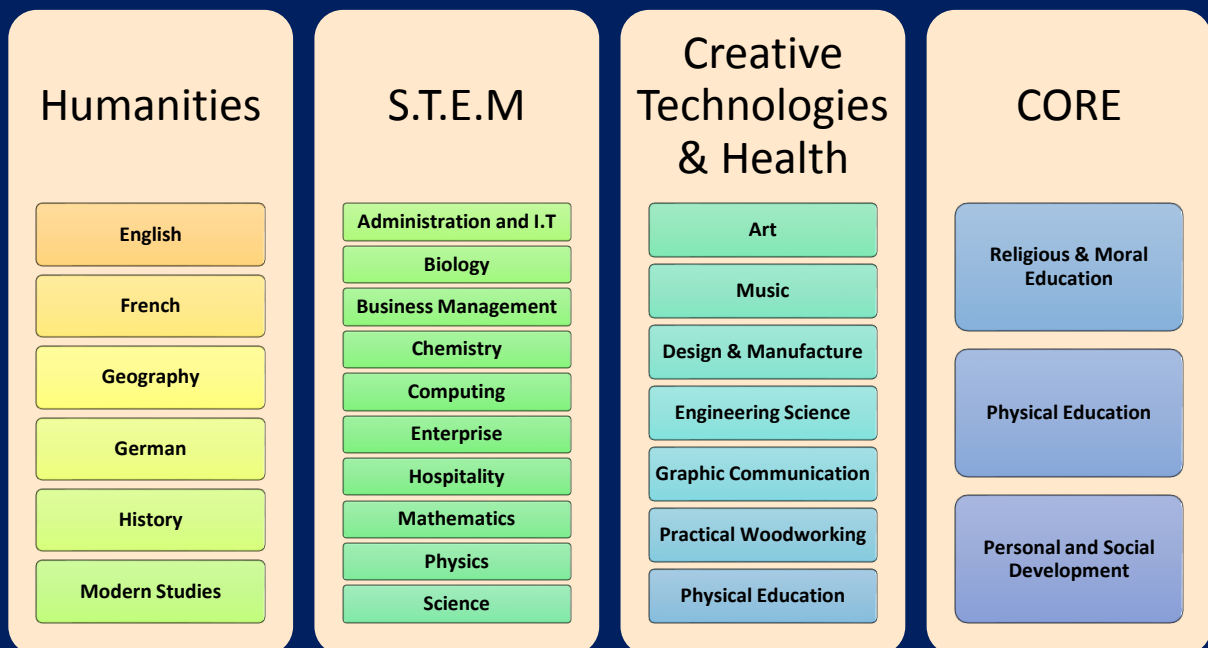 Humanities
English
French
Geography
German
History
Modern Studies
S.T.E.M
Administration and I.T
Biology
Business Management
Chemistry
Computing
Enterprise
Hospitality
Mathematics
Physics
Science
Creative
Technologies
& Health
Art
Music
Design & Manufacture
Engineering Science
Graphic Communication
Practical Woodworking
Physical Education
CORE
Religious & Moral
Education
Physical Education
Personal and Social
Development